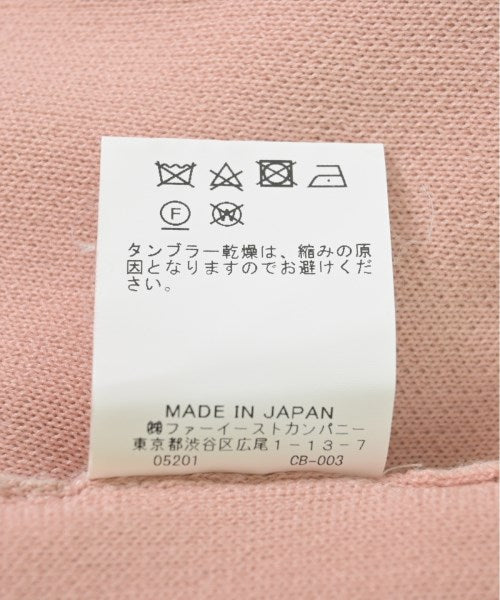 F W
タンブラー乾燥は、縮みの原
因となりますのでお避けくだ
さい。
MADE IN JAPAN
㈱ファーイーストカンパニー
東京都渋谷区広尾1-13-7
05201 CB-003